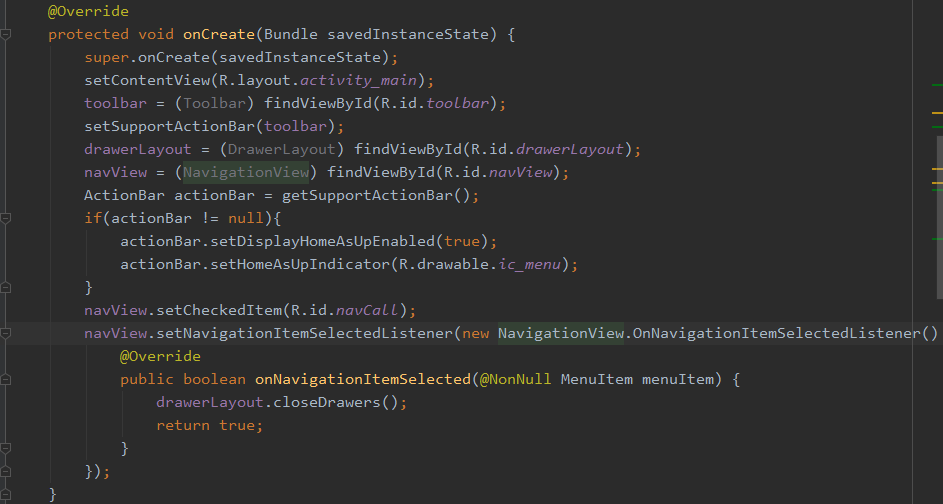 @Override
protected void onCreate(Bundle savedInstanceState) {
    super.onCreate(savedInstanceState);
    setContentView(R.layout.activity_main);
    toolbar = (Toolbar) findViewById(R.id.toolbar);
    setSupportActionBar(toolbar);
    drawerLayout = (DrawerLayout) findViewById(R.id.drawerLayout);
    navView = (NavigationView) findViewById(R.id.navView);
    ActionBar actionBar = getSupportActionBar();
    if(actionBar != null){
        actionBar.setDisplayHomeAsUpEnabled(true);
        actionBar.setHomeAsUpIndicator(R.drawable.ic_menu);
    }
    navView.setCheckedItem(R.id.navCall);
    navView.setNavigationItemSelectedListener(new NavigationView.OnNavigationItemSelectedListener()
        @Override
        public boolean onNavigationItemSelected(@NonNull MenuItem menuItem) {
            drawerLayout.closeDrawers();
            return true;
        }
    });
}